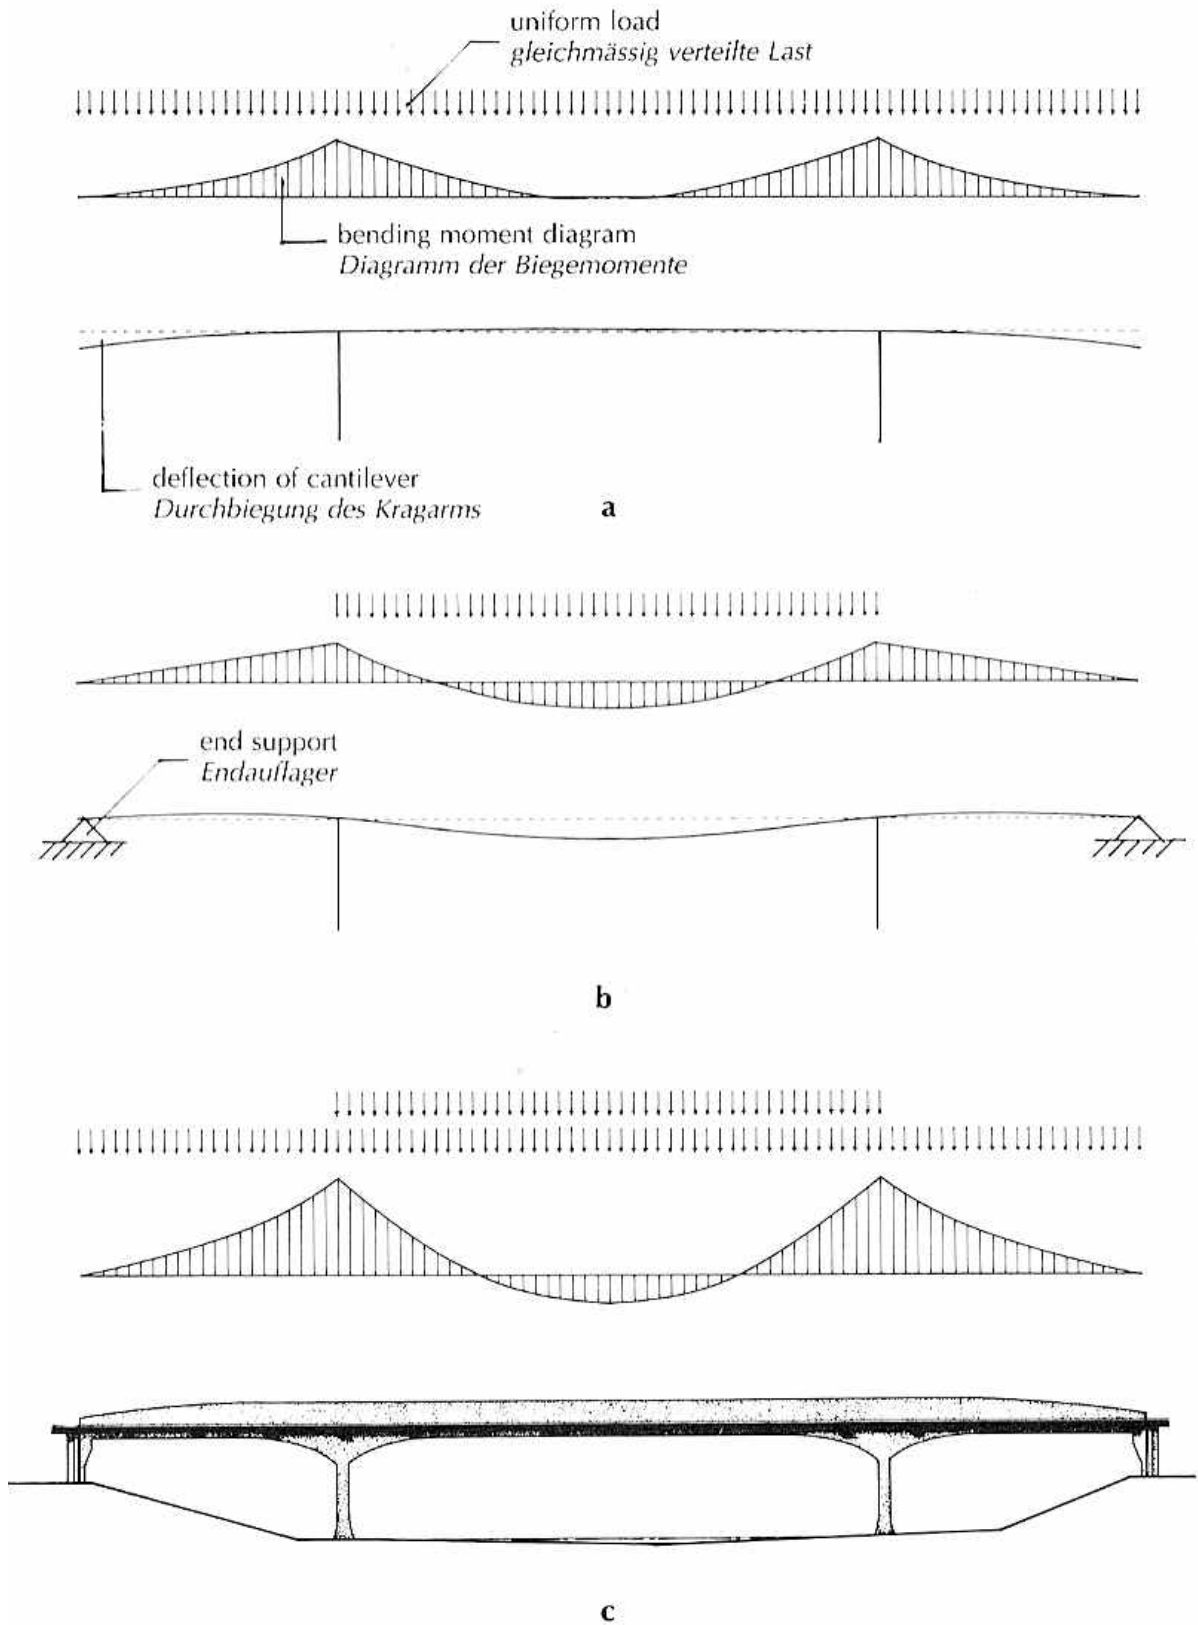 uniform load
gleichmässig verteilte Last
bending moment diagram
Diagramm der Biegemomente
deflection of cantilever
Durchbiegung des Kragarms
a
end support
Endauflager
b
c